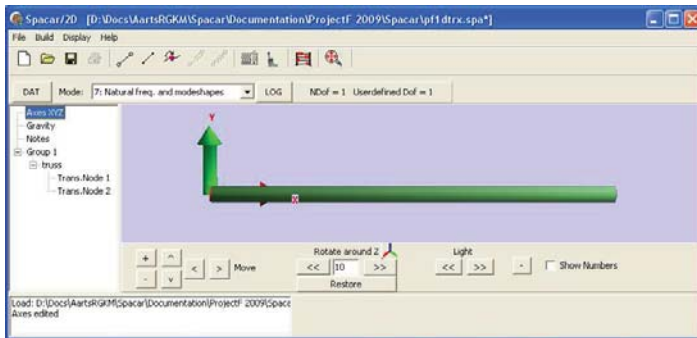 Spacar/2D [D:\Docs\AartsRGKM\Spacar\Documentation\ProjectF 2009\Spacar\pf1dtrx.spa*]
File Build Display Help
DAT Mode: 7: Natural freq. and modeshapes LOG NDof = 1 Userdefined Dof = 1
Axes XYZ
Gravity
Notes
Group 1
truss
Trans.Node 1
Trans.Node 2
Y
X
+ ^ < > Move
- v
Rotate around Z
<< 10 >>
Restore
Light
<< >>
-
Show Numbers
Load: D:\Docs\AartsRGKM\Spacar\Documentation\ProjectF 2009\Space
Axes edited